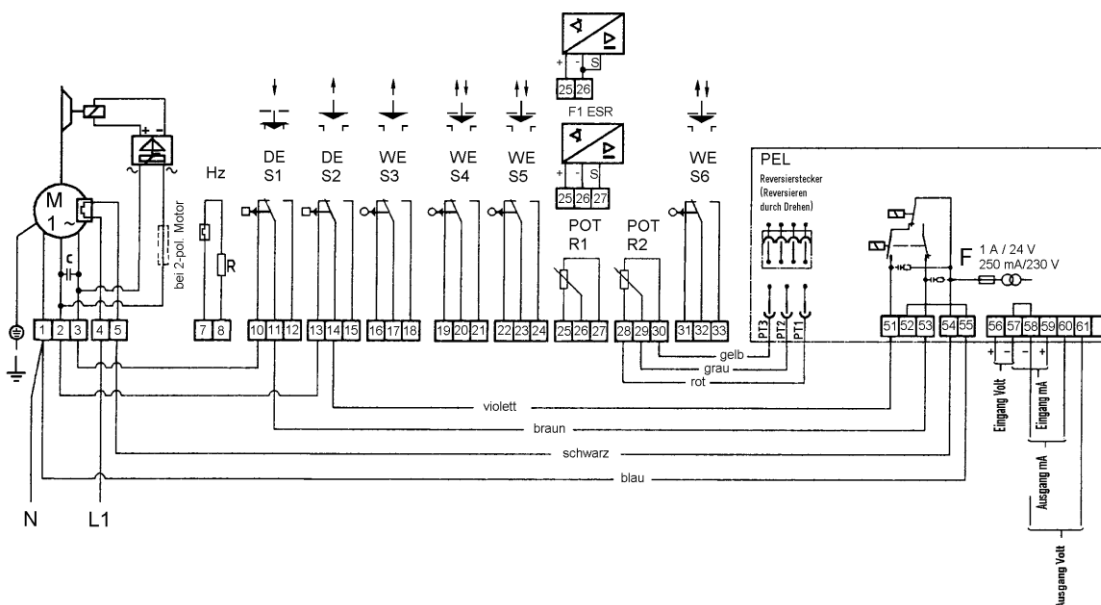 + - S
25 26
F1 ESR
+ - S
25 26 27
M
1 ~
+ -
~ ~
C
bei 2-pol. Motor
Hz
R
DE
S1
DE
S2
WE
S3
WE
S4
WE
S5
POT
R1
POT
R2
WE
S6
PEL
Reversierstecker
(Reversieren
durch Drehen)
F
1 A / 24 V
250 mA/230 V
PT3 PT2 PT1
1 2 3 4 5
7 8
10 11 12
13 14 15
16 17 18
19 20 21
22 23 24
25 26 27
28 29 30
31 32 33
51 52 53 54 55
56 57 58 59 60 61
+ - - +
gelb
grau
rot
violett
braun
schwarz
blau
N
L1
Eingang Volt
Eingang mA
Ausgang mA
Ausgang Volt